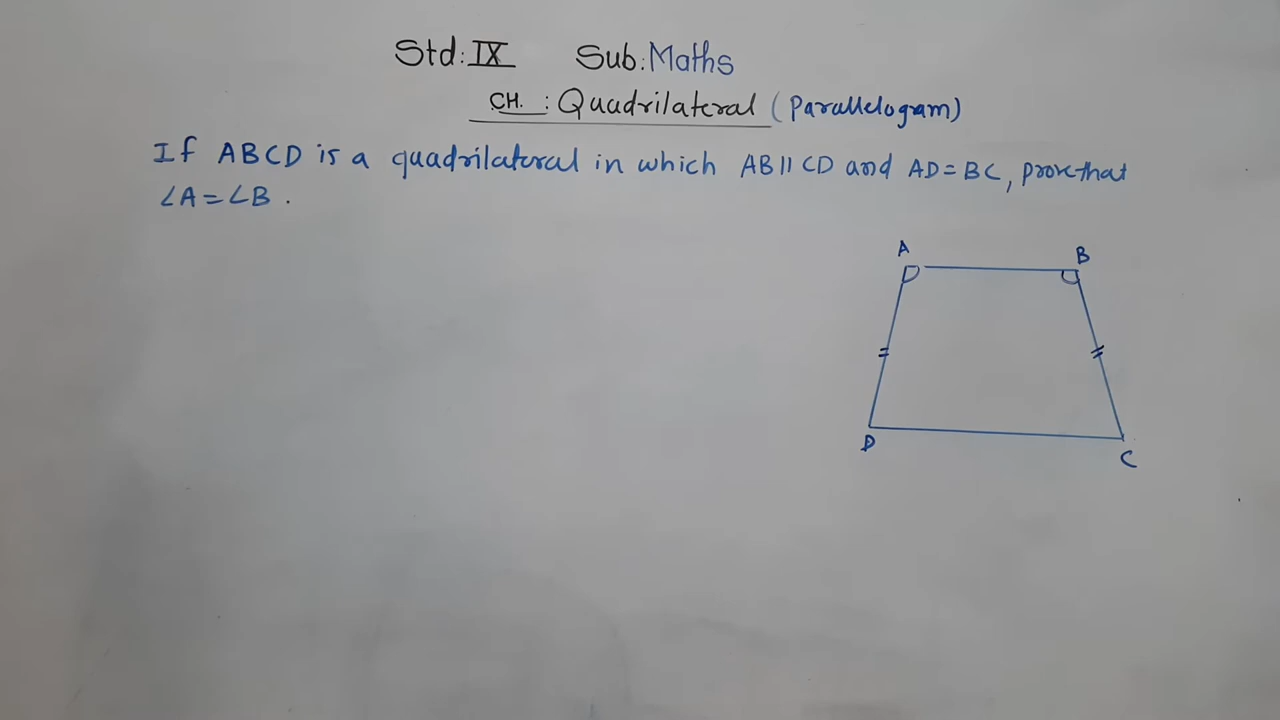 Std: IX Sub: Maths
CH. : Quadrilateral (Parallelogram)
If ABCD is a quadrilateral in which AB || CD and AD = BC, prove that
∠A = ∠B .
A
B
D
C